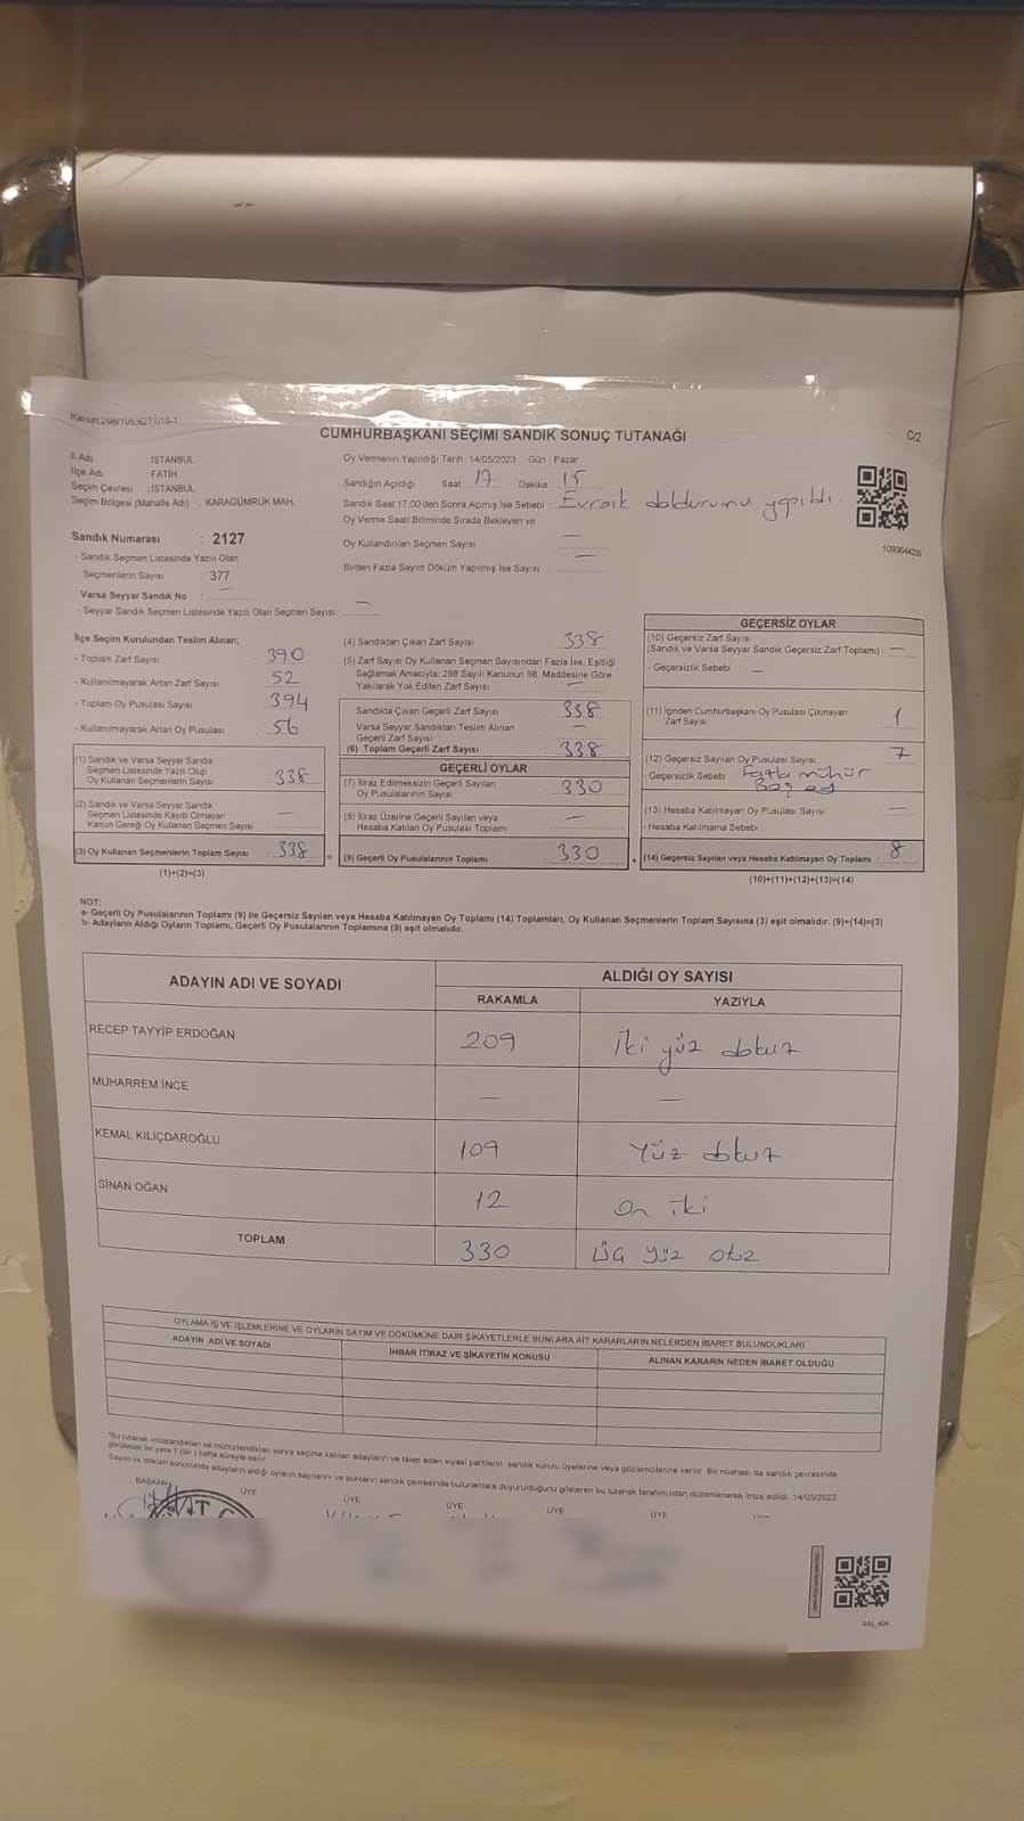 CUMHURBAŞKANI SEÇİMİ SANDIK SONUÇ TUTANAĞI
C/2
İl Adı : İSTANBUL
İlçe Adı : FATİH
Seçim Çevresi : İSTANBUL
Seçim Bölgesi (Mahalle Adı) : KARAGÜMRÜK MAH.
Sandık Numarası : 2127
- Sandık Seçmen Listesinde Yazılı Olan
Seçmenlerin Sayısı : 377
Varsa Seyyar Sandık No : —
- Seyyar Sandık Seçmen Listesinde Yazılı Olan Seçmen Sayısı: —
Oy Vermenin Yapıldığı Tarih : 14/05/2023 Gün : Pazar
Sandığın Açıldığı Saat 17 Dakika 15
Sandık Saat 17:00'den Sonra Açılmış İse Sebebi : Evrak doldurumu yapıldı.
Oy Verme Saati Bitiminde Sırada Bekleyen ve
Oy Kullandırılan Seçmen Sayısı —
Birden Fazla Sayım Döküm Yapılmış İse Sayısı —
İlçe Seçim Kurulundan Teslim Alınan;
- Toplam Zarf Sayısı 390
- Kullanılmayarak Artan Zarf Sayısı 52
- Toplam Oy Pusulası Sayısı 394
- Kullanılmayarak Artan Oy Pusulası 56
(1) Sandık ve Varsa Seyyar Sandık
Seçmen Listesinde Yazılı Olup
Oy Kullanan Seçmenlerin Sayısı 338
(2) Sandık ve Varsa Seyyar Sandık
Seçmen Listesinde Kayıtlı Olmayan
Kanun Gereği Oy Kullanan Seçmen Sayısı —
(3) Oy Kullanan Seçmenlerin Toplam Sayısı 338
(1)+(2)=(3)
(4) Sandıktan Çıkan Zarf Sayısı 338
(5) Zarf Sayısı Oy Kullanan Seçmen Sayısından Fazla İse, Eşitliği
Sağlamak Amacıyla; 298 Sayılı Kanunun 98. Maddesine Göre
Yakılarak Yok Edilen Zarf Sayısı —
Sandıkta Çıkan Geçerli Zarf Sayısı 338
Varsa Seyyar Sandıktan Teslim Alınan
Geçerli Zarf Sayısı —
(6) Toplam Geçerli Zarf Sayısı 338
GEÇERLİ OYLAR
(7) İtiraz Edilmeksizin Geçerli Sayılan
Oy Pusulalarının Sayısı 330
(8) İtiraz Üzerine Geçerli Sayılan veya
Hesaba Katılan Oy Pusulası Toplamı —
(9) Geçerli Oy Pusulalarının Toplamı 330
GEÇERSİZ OYLAR
(10) Geçersiz Zarf Sayısı
(Sandık ve Varsa Seyyar Sandık Geçersiz Zarf Toplamı) —
- Geçersizlik Sebebi —
(11) İçinden Cumhurbaşkanı Oy Pusulası Çıkmayan
Zarf Sayısı 1
(12) Geçersiz Sayılan Oy Pusulası Sayısı 7
- Geçersizlik Sebebi Fazla mühür
(13) Hesaba Katılmayan Oy Pusulası Sayısı —
- Hesaba Katılmama Sebebi
(14) Geçersiz Sayılan veya Hesaba Katılmayan Oy Toplamı 8
(10)+(11)+(12)+(13)=(14)
NOT:
a- Geçerli Oy Pusulalarının Toplamı (9) ile Geçersiz Sayılan veya Hesaba Katılmayan Oy Toplamı (14) Toplamları, Oy Kullanan Seçmenlerin Toplam Sayısına (3) eşit olmalıdır. (9)+(14)=(3)
b- Adayların Aldığı Oyların Toplamı, Geçerli Oy Pusulalarının Toplamına (9) eşit olmalıdır.
ADAYIN ADI VE SOYADI
ALDIĞI OY SAYISI
RAKAMLA
YAZIYLA
RECEP TAYYİP ERDOĞAN 209 iki yüz dokuz
MUHARREM İNCE — —
KEMAL KILIÇDAROĞLU 109 Yüz dokuz
SİNAN OĞAN 12 On iki
TOPLAM 330 Üç yüz otuz
OYLAMA İŞ VE İŞLEMLERİNE VE OYLARIN SAYIM VE DÖKÜMÜNE DAİR ŞİKAYETLERLE BUNLARA AİT KARARLARIN NELERDEN İBARET BULUNDUKLARI
ADAYIN ADI VE SOYADI
İHBAR İTİRAZ VE ŞİKAYETİN KONUSU
ALINAN KARARIN NEDEN İBARET OLDUĞU
BAŞKAN
ÜYE
ÜYE
ÜYE
ÜYE
ÜYE